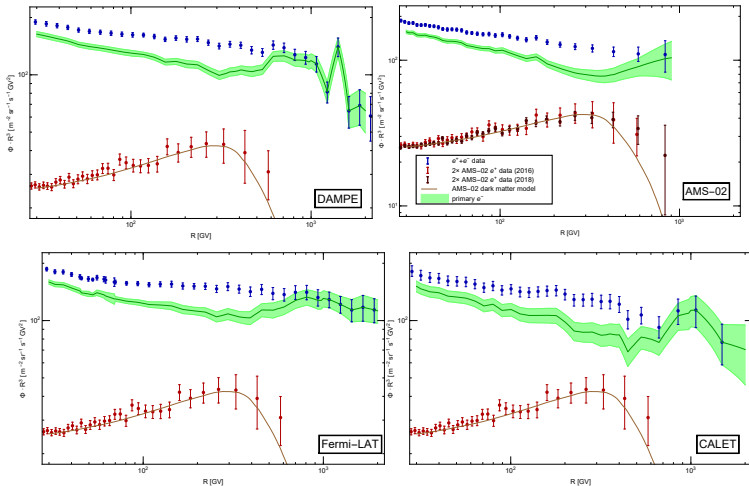 Φ · R³ [m⁻² sr⁻¹ s⁻¹ GV²]
10²
DAMPE
10²
10³
R [GV]
Φ · R³ [m⁻² sr⁻¹ s⁻¹ GV²]
10²
10¹
e⁺+e⁻ data
2× AMS−02 e⁺ data (2016)
2× AMS−02 e⁺ data (2018)
AMS−02 dark matter model
primary e⁻
AMS−02
10²
10³
R [GV]
Φ · R³ [m⁻² sr⁻¹ s⁻¹ GV²]
10²
Fermi−LAT
10²
10³
R [GV]
Φ · R³ [m⁻² sr⁻¹ s⁻¹ GV²]
10²
CALET
10²
10³
R [GV]